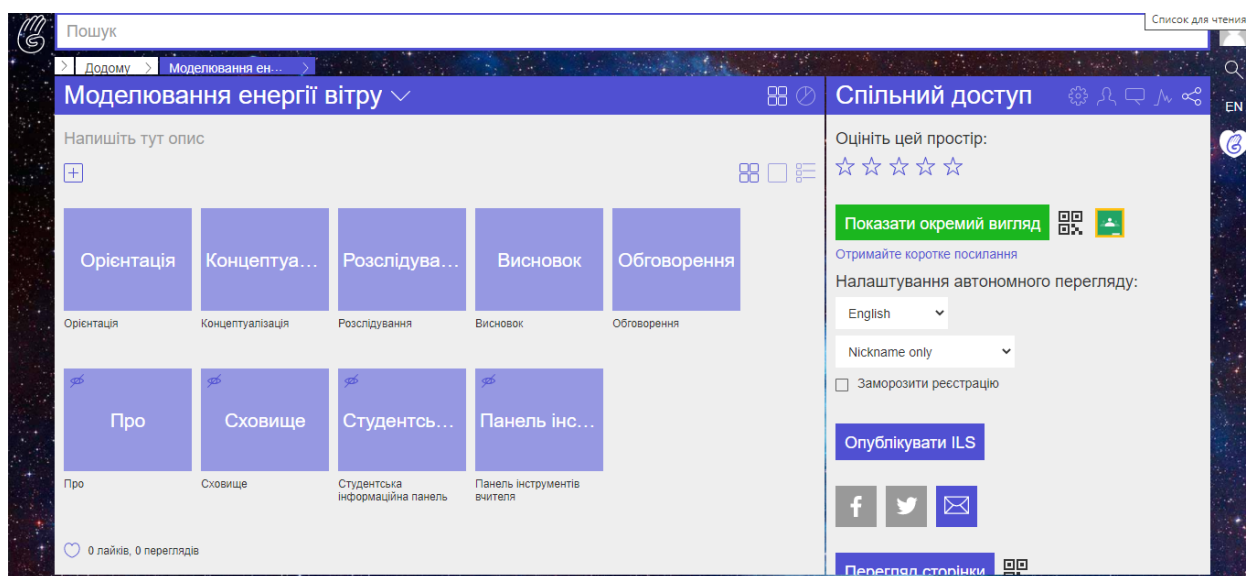 Список для чтения
Пошук
Додому
Моделювання ен...
Моделювання енергії вітру
Спільний доступ
EN
Напишіть тут опис
Оцініть цей простір:
Показати окремий вигляд
Отримайте коротке посилання
Налаштування автономного перегляду:
English
Nickname only
Заморозити реєстрацію
Опублікувати ILS
Перегляд сторінки
Орієнтація
Концептуа...
Розслідува...
Висновок
Обговорення
Орієнтація
Концептуалізація
Розслідування
Висновок
Обговорення
Про
Сховище
Студентсь...
Панель інс...
Про
Сховище
Студентська
інформаційна панель
Панель інструментів
вчителя
0 лайків, 0 переглядів